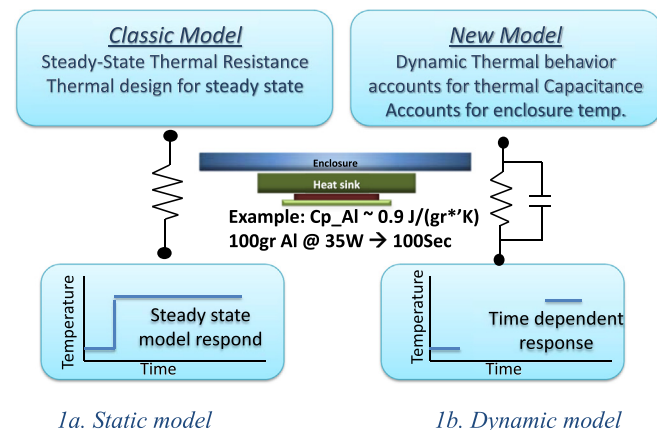 Classic Model
Steady-State Thermal Resistance
Thermal design for steady state
New Model
Dynamic Thermal behavior
accounts for thermal Capacitance
Accounts for enclosure temp.
Enclosure
Heat sink
Example: Cp_Al ~ 0.9 J/(gr*'K)
100gr Al @ 35W → 100Sec
Temperature
Steady state
model respond
Time
Temperature
Time dependent
response
Time
1a. Static model
1b. Dynamic model